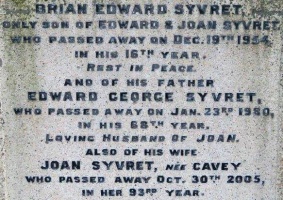 BRIAN EDWARD SYVRET,
ONLY SON OF EDWARD & JOAN SYVRET,
WHO PASSED AWAY ON DEC. 19TH 1954,
IN HIS 16TH YEAR.
REST IN PEACE.
AND OF HIS FATHER
EDWARD GEORGE SYVRET,
WHO PASSED AWAY ON JAN. 23RD 1980,
IN HIS 68TH YEAR.
LOVING HUSBAND OF JOAN.
ALSO OF HIS WIFE
JOAN SYVRET, NÉE CAVEY
WHO PASSED AWAY OCT. 30TH 2005,
IN HER 93RD YEAR.